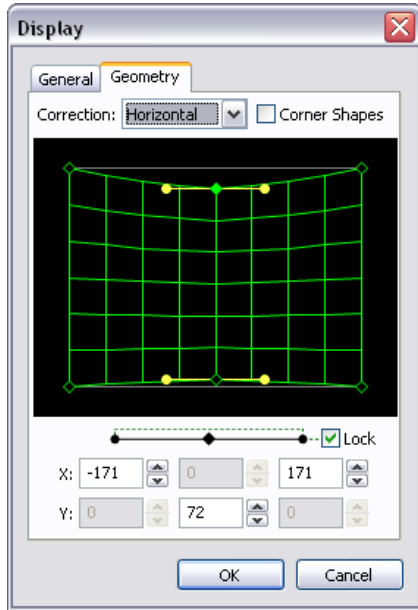 Display
General Geometry
Correction: Horizontal Corner Shapes
Lock
X: -171 0 171
Y: 0 72 0
OK Cancel